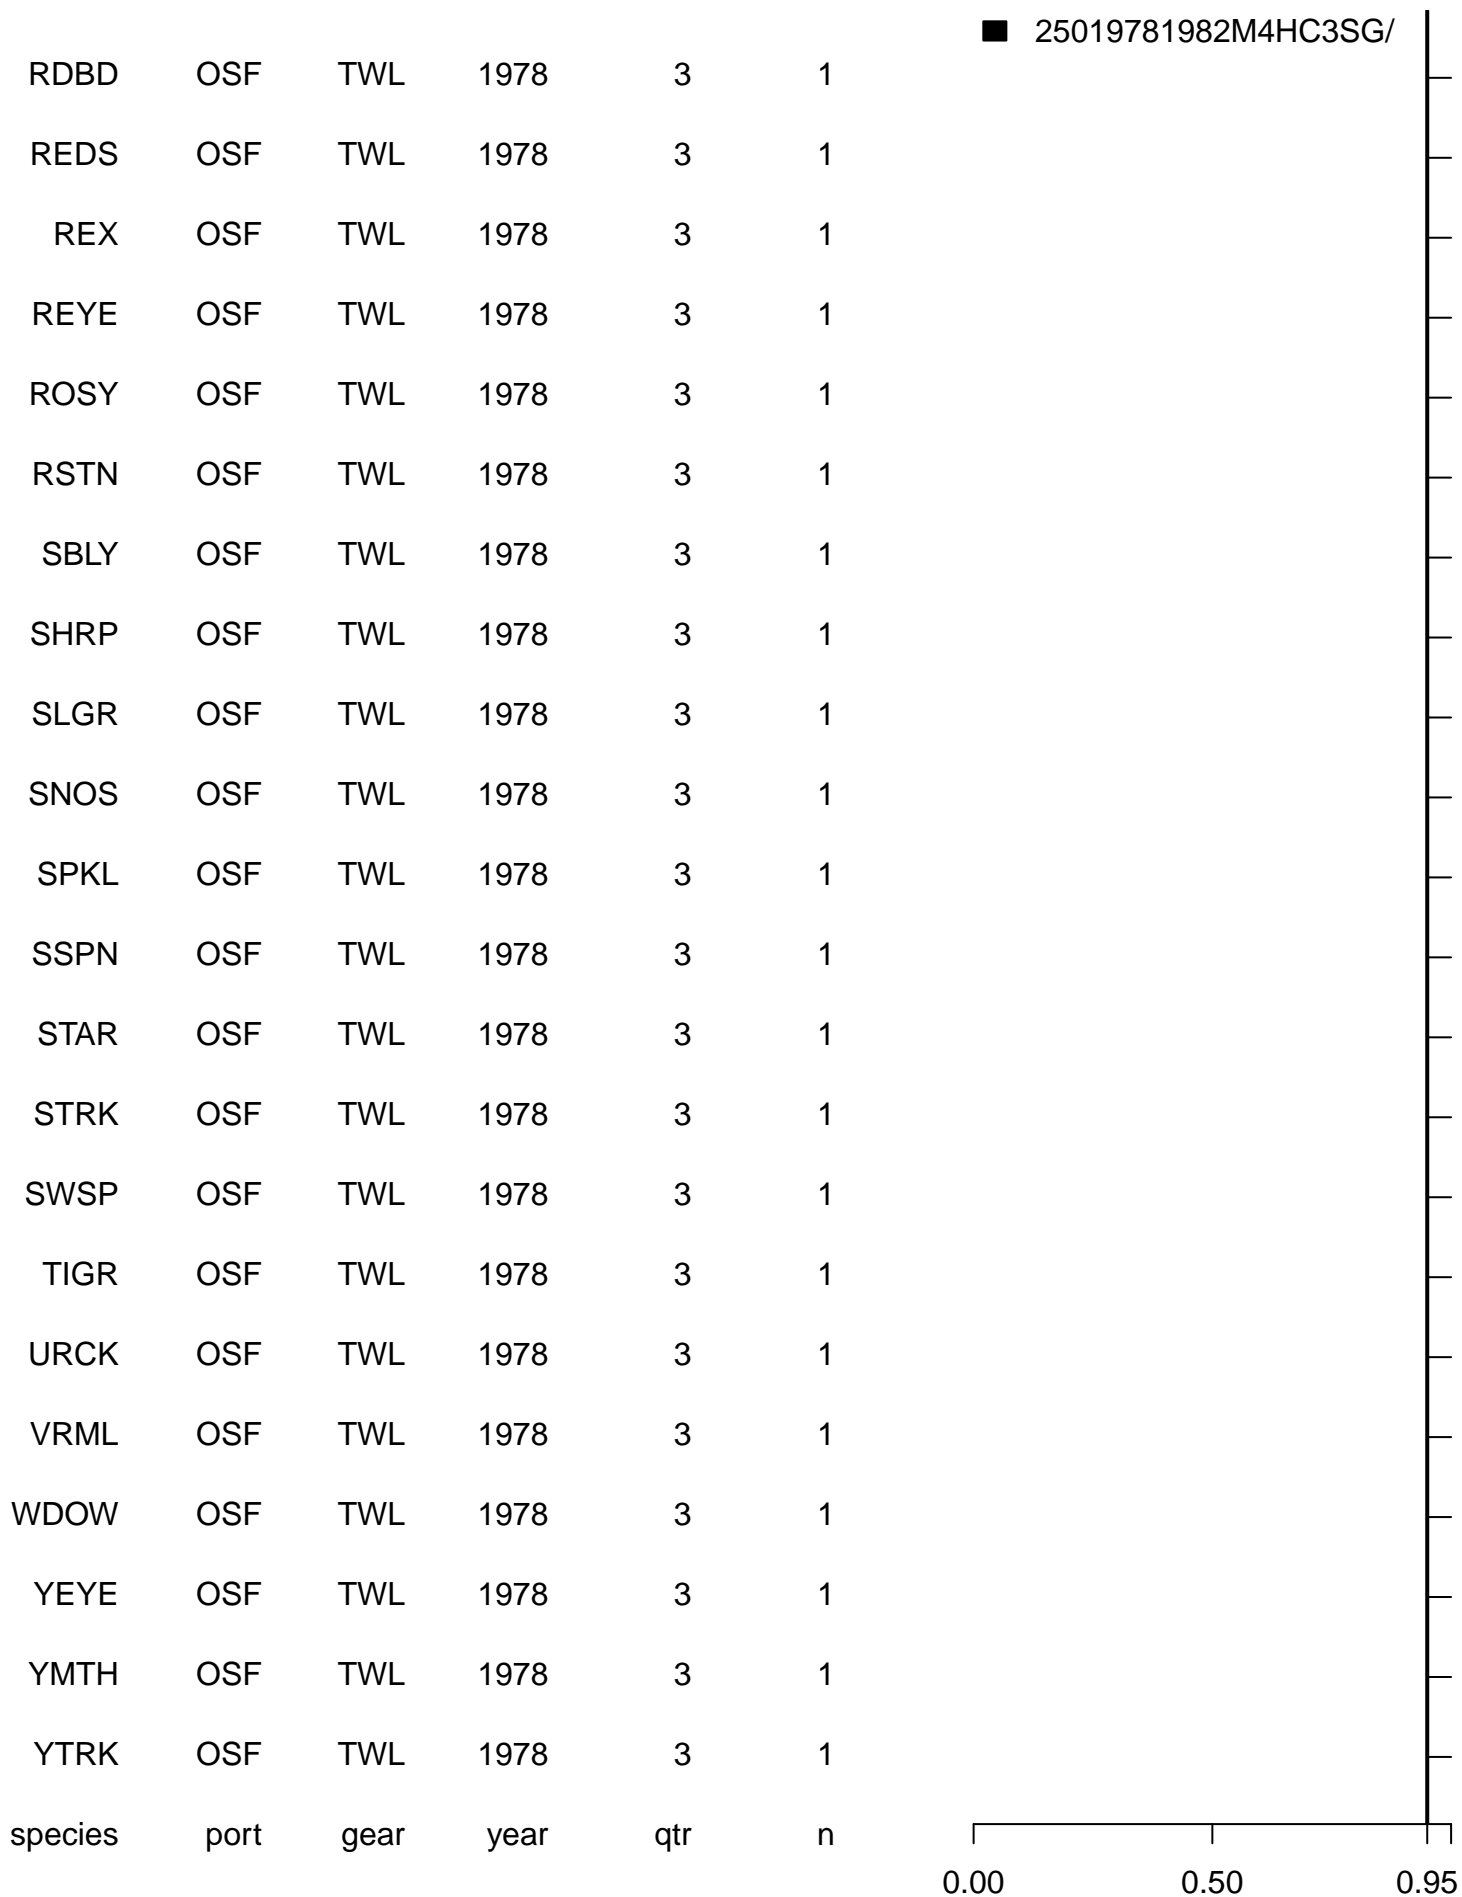 25019781982M4HC3SG/
RDBD OSF TWL 1978 3 1
REDS OSF TWL 1978 3 1
REX OSF TWL 1978 3 1
REYE OSF TWL 1978 3 1
ROSY OSF TWL 1978 3 1
RSTN OSF TWL 1978 3 1
SBLY OSF TWL 1978 3 1
SHRP OSF TWL 1978 3 1
SLGR OSF TWL 1978 3 1
SNOS OSF TWL 1978 3 1
SPKL OSF TWL 1978 3 1
SSPN OSF TWL 1978 3 1
STAR OSF TWL 1978 3 1
STRK OSF TWL 1978 3 1
SWSP OSF TWL 1978 3 1
TIGR OSF TWL 1978 3 1
URCK OSF TWL 1978 3 1
VRML OSF TWL 1978 3 1
WDOW OSF TWL 1978 3 1
YEYE OSF TWL 1978 3 1
YMTH OSF TWL 1978 3 1
YTRK OSF TWL 1978 3 1
species port gear year qtr n
0.00 0.50 0.95